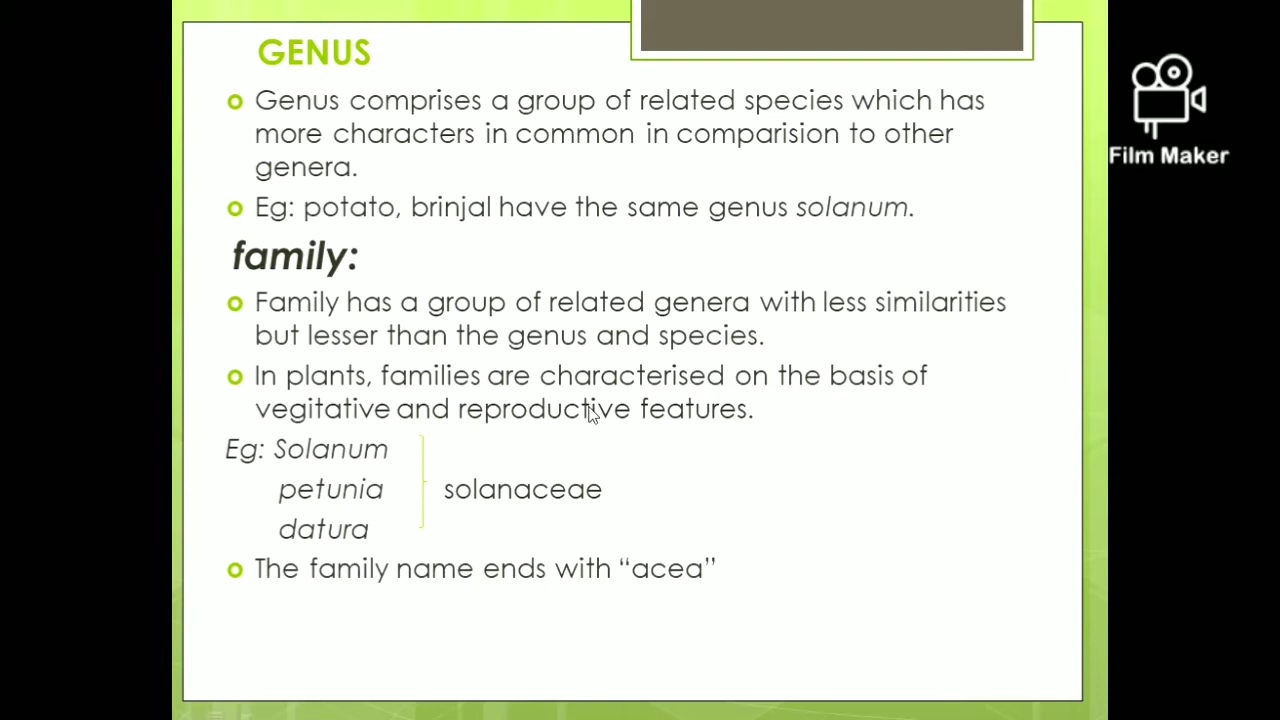 GENUS
Genus comprises a group of related species which has
more characters in common in comparision to other
genera.
Eg: potato, brinjal have the same genus solanum.
family:
Family has a group of related genera with less similarities
but lesser than the genus and species.
In plants, families are characterised on the basis of
vegitative and reproductive features.
Eg: Solanum
petunia
solanaceae
datura
The family name ends with “acea”
Film Maker